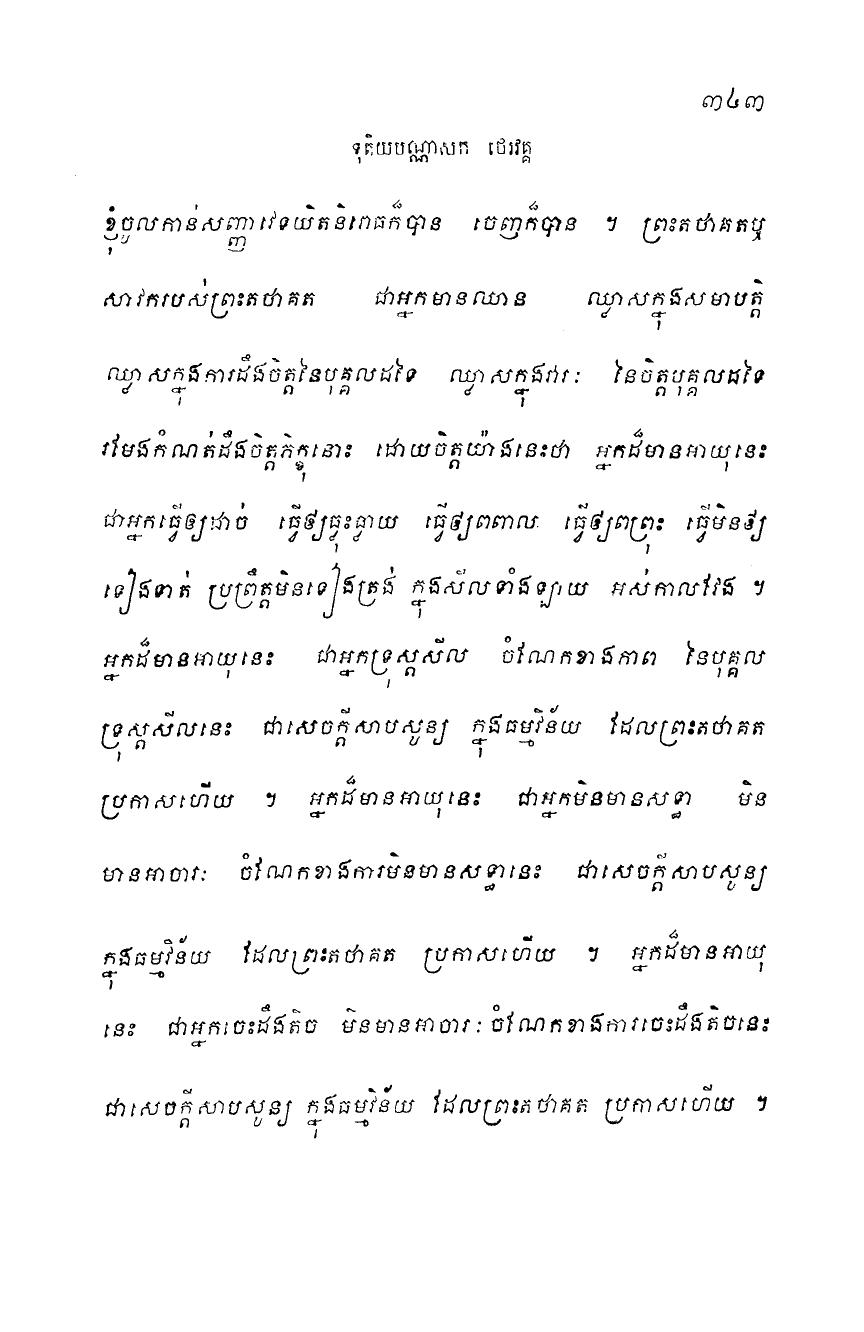 ៣៤៣
ទុតិយបណ្ណាសក ថេរវគ្គ
ខ្ញុំចូលកាន់សញ្ញាវេទយិតនិរោធក៏បាន ចេញក៏បាន ។ ព្រះតថាគតឬ
សាវករបស់ព្រះតថាគត ជាអ្នកមានឈាន ឈ្វាសក្នុងសមាបត្តិ
ឈ្វាសក្នុងការដឹងចិត្តនៃបុគ្គលដទៃ ឈ្វាសក្នុងវារៈ នៃចិត្តបុគ្គលដទៃ
រមែងកំណត់ដឹងចិត្តភិក្ខុនោះ ដោយចិត្តយ៉ាងនេះថា អ្នកដ៏មានអាយុនេះ
ជាអ្នកធ្វើឲ្យដាច់ ធ្វើឲ្យធ្លុះធ្លាយ ធ្វើឲ្យពពាល ធ្វើឲ្យពព្រុះ ធ្វើមិនឲ្យ
ទៀងទាត់ ប្រព្រឹត្តមិនទៀងត្រង់ ក្នុងសីលទាំងឡាយ អស់កាលវែង ។
អ្នកដ៏មានអាយុនេះ ជាអ្នកទ្រុស្តសីល ចំណែកខាងភាព នៃបុគ្គល
ទ្រុស្តសីលនេះ ជាសេចក្តីសាបសូន្យ ក្នុងធម្មវិន័យ ដែលព្រះតថាគត
ប្រកាសហើយ ។ អ្នកដ៏មានអាយុនេះ ជាអ្នកមិនមានសទ្ធា មិន
មានអាចារៈ ចំណែកខាងការមិនមានសទ្ធានេះ ជាសេចក្តីសាបសូន្យ
ក្នុងធម្មវិន័យ ដែលព្រះតថាគត ប្រកាសហើយ ។ អ្នកដ៏មានអាយុ
នេះ ជាអ្នកចេះដឹងតិច មិនមានអាចារៈ ចំណែកខាងការចេះដឹងតិចនេះ
ជាសេចក្តីសាបសូន្យ ក្នុងធម្មវិន័យ ដែលព្រះតថាគត ប្រកាសហើយ ។